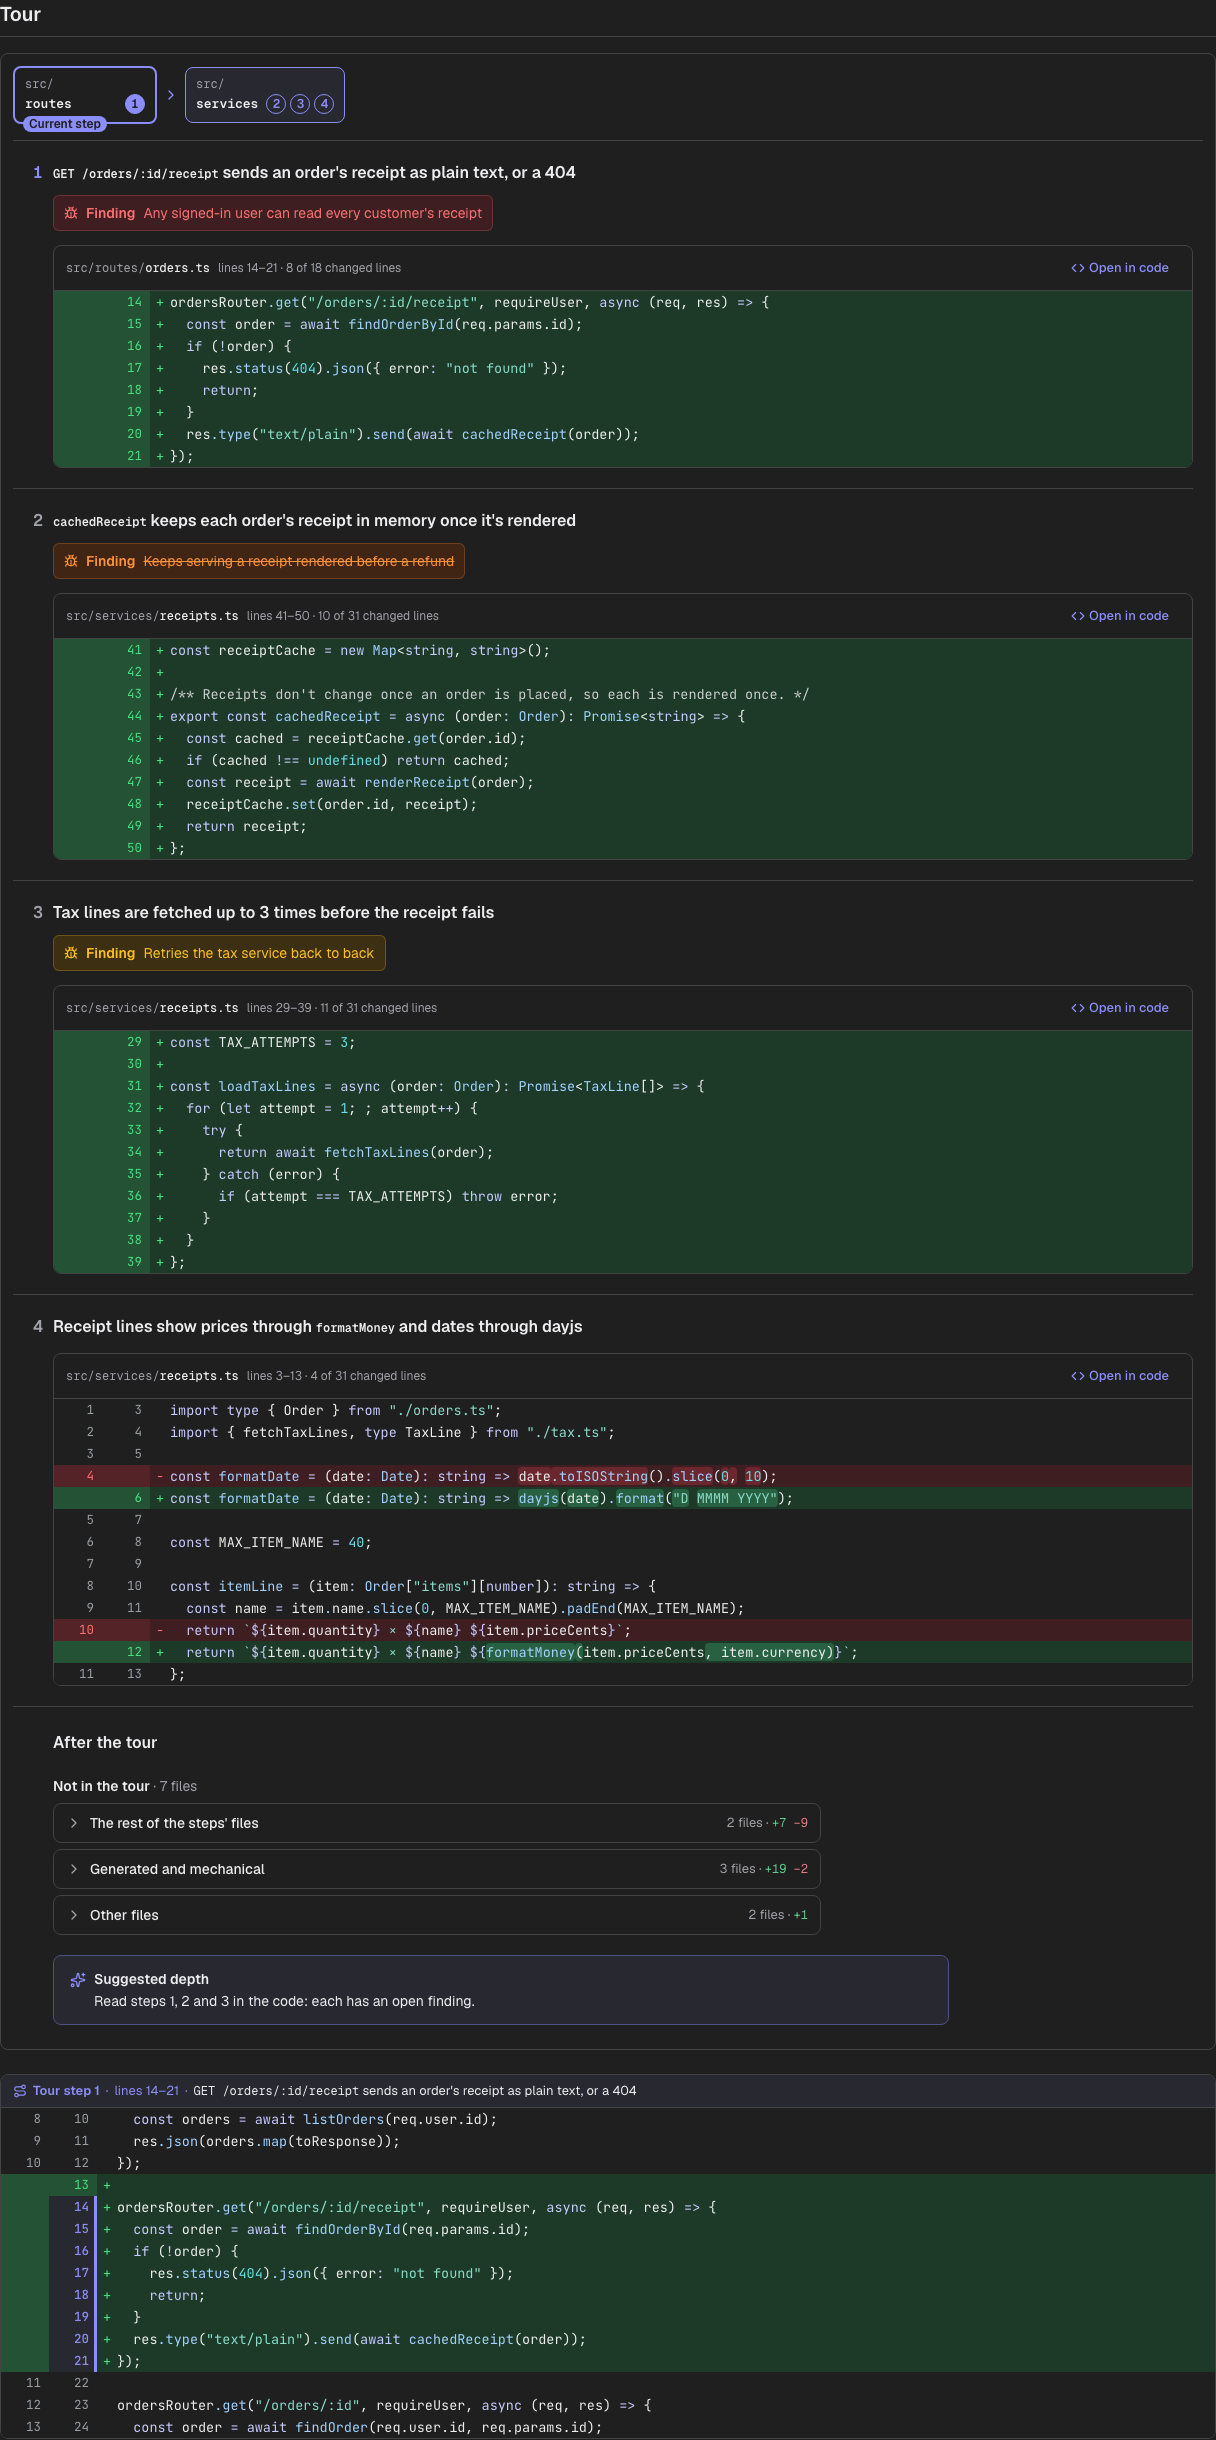 Tour
src/
routes 1
Current step
src/
services 2 3 4
1 GET /orders/:id/receipt sends an order's receipt as plain text, or a 404
Finding Any signed-in user can read every customer's receipt
src/routes/orders.ts lines 14–21 · 8 of 18 changed lines <> Open in code
14 + ordersRouter.get("/orders/:id/receipt", requireUser, async (req, res) => {
15 +   const order = await findOrderById(req.params.id);
16 +   if (!order) {
17 +     res.status(404).json({ error: "not found" });
18 +     return;
19 +   }
20 +   res.type("text/plain").send(await cachedReceipt(order));
21 + });
2 cachedReceipt keeps each order's receipt in memory once it's rendered
Finding Keeps serving a receipt rendered before a refund
src/services/receipts.ts lines 41–50 · 10 of 31 changed lines <> Open in code
41 + const receiptCache = new Map<string, string>();
42 +
43 + /** Receipts don't change once an order is placed, so each is rendered once. */
44 + export const cachedReceipt = async (order: Order): Promise<string> => {
45 +   const cached = receiptCache.get(order.id);
46 +   if (cached !== undefined) return cached;
47 +   const receipt = await renderReceipt(order);
48 +   receiptCache.set(order.id, receipt);
49 +   return receipt;
50 + };
3 Tax lines are fetched up to 3 times before the receipt fails
Finding Retries the tax service back to back
src/services/receipts.ts lines 29–39 · 11 of 31 changed lines <> Open in code
29 + const TAX_ATTEMPTS = 3;
30 +
31 + const loadTaxLines = async (order: Order): Promise<TaxLine[]> => {
32 +   for (let attempt = 1; ; attempt++) {
33 +     try {
34 +       return await fetchTaxLines(order);
35 +     } catch (error) {
36 +       if (attempt === TAX_ATTEMPTS) throw error;
37 +     }
38 +   }
39 + };
4 Receipt lines show prices through formatMoney and dates through dayjs
src/services/receipts.ts lines 3–13 · 4 of 31 changed lines <> Open in code
1 3 import type { Order } from "./orders.ts";
2 4 import { fetchTaxLines, type TaxLine } from "./tax.ts";
3 5
4 - const formatDate = (date: Date): string => date.toISOString().slice(0, 10);
6 + const formatDate = (date: Date): string => dayjs(date).format("D MMMM YYYY");
5 7
6 8 const MAX_ITEM_NAME = 40;
7 9
8 10 const itemLine = (item: Order["items"][number]): string => {
9 11   const name = item.name.slice(0, MAX_ITEM_NAME).padEnd(MAX_ITEM_NAME);
10 -   return `${item.quantity} × ${name} ${item.priceCents}`;
12 +   return `${item.quantity} × ${name} ${formatMoney(item.priceCents, item.currency)}`;
11 13 };
After the tour
Not in the tour · 7 files
The rest of the steps' files 2 files · +7 −9
Generated and mechanical 3 files · +19 −2
Other files 2 files · +1
Suggested depth
Read steps 1, 2 and 3 in the code: each has an open finding.
Tour step 1 · lines 14–21 · GET /orders/:id/receipt sends an order's receipt as plain text, or a 404
8 10   const orders = await listOrders(req.user.id);
9 11   res.json(orders.map(toResponse));
10 12 });
13 +
14 + ordersRouter.get("/orders/:id/receipt", requireUser, async (req, res) => {
15 +   const order = await findOrderById(req.params.id);
16 +   if (!order) {
17 +     res.status(404).json({ error: "not found" });
18 +     return;
19 +   }
20 +   res.type("text/plain").send(await cachedReceipt(order));
21 + });
11 22
12 23 ordersRouter.get("/orders/:id", requireUser, async (req, res) => {
13 24   const order = await findOrder(req.user.id, req.params.id);